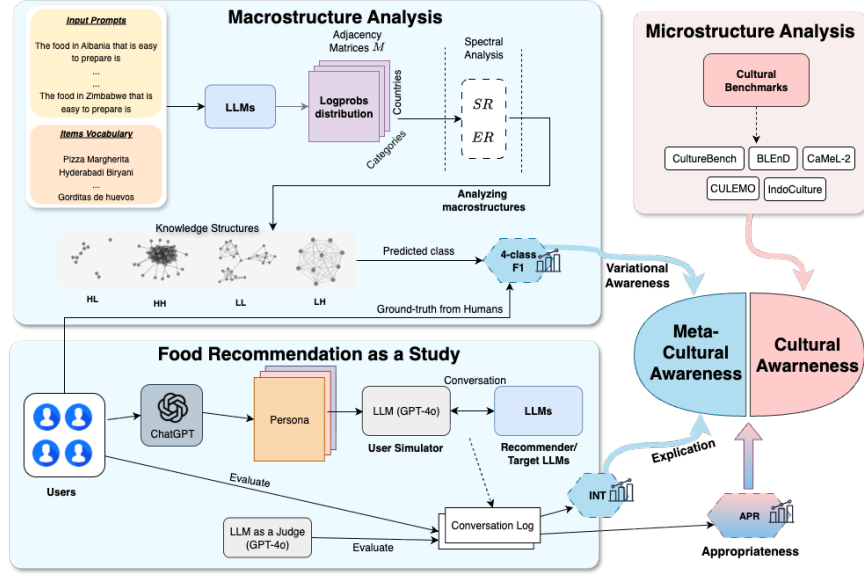 Macrostructure Analysis
Input Prompts
The food in Albania that is easy
to prepare is
...
...
The food in Zimbabwe that is
easy to prepare is
Items Vocabulary
Pizza Margherita
Hyderabadi Biryani
...
Gorditas de huevos
LLMs
Adjacency
Matrices M
Logprobs
distribution
Countries
Categories
Spectral
Analysis
SR
ER
Analyzing
macrostructures
Knowledge Structures
HL
HH
LL
LH
Predicted class
4-class
F1
Ground-truth from Humans
Variational
Awareness
Microstructure Analysis
Cultural
Benchmarks
CultureBench
BLEnD
CaMeL-2
CULEMO
IndoCulture
Meta-
Cultural
Awareness
Cultural
Awarneness
Food Recommendation as a Study
Users
ChatGPT
Persona
LLM (GPT-4o)
User Simulator
Conversation
LLMs
Recommender/
Target LLMs
Evaluate
LLM as a Judge
(GPT-4o)
Evaluate
Conversation Log
INT
Explication
APR
Appropriateness